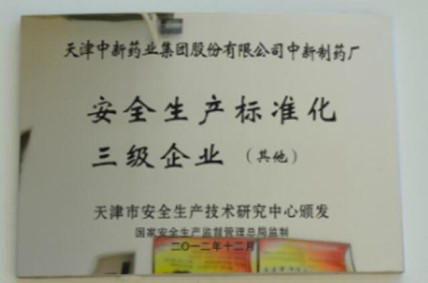 天津中新药业集团股份有限公司中新制药厂
安全生产标准化
三级企业（其他）
天津市安全生产技术研究中心颁发
国家安全生产监督管理总局监制
二〇一二年十二月